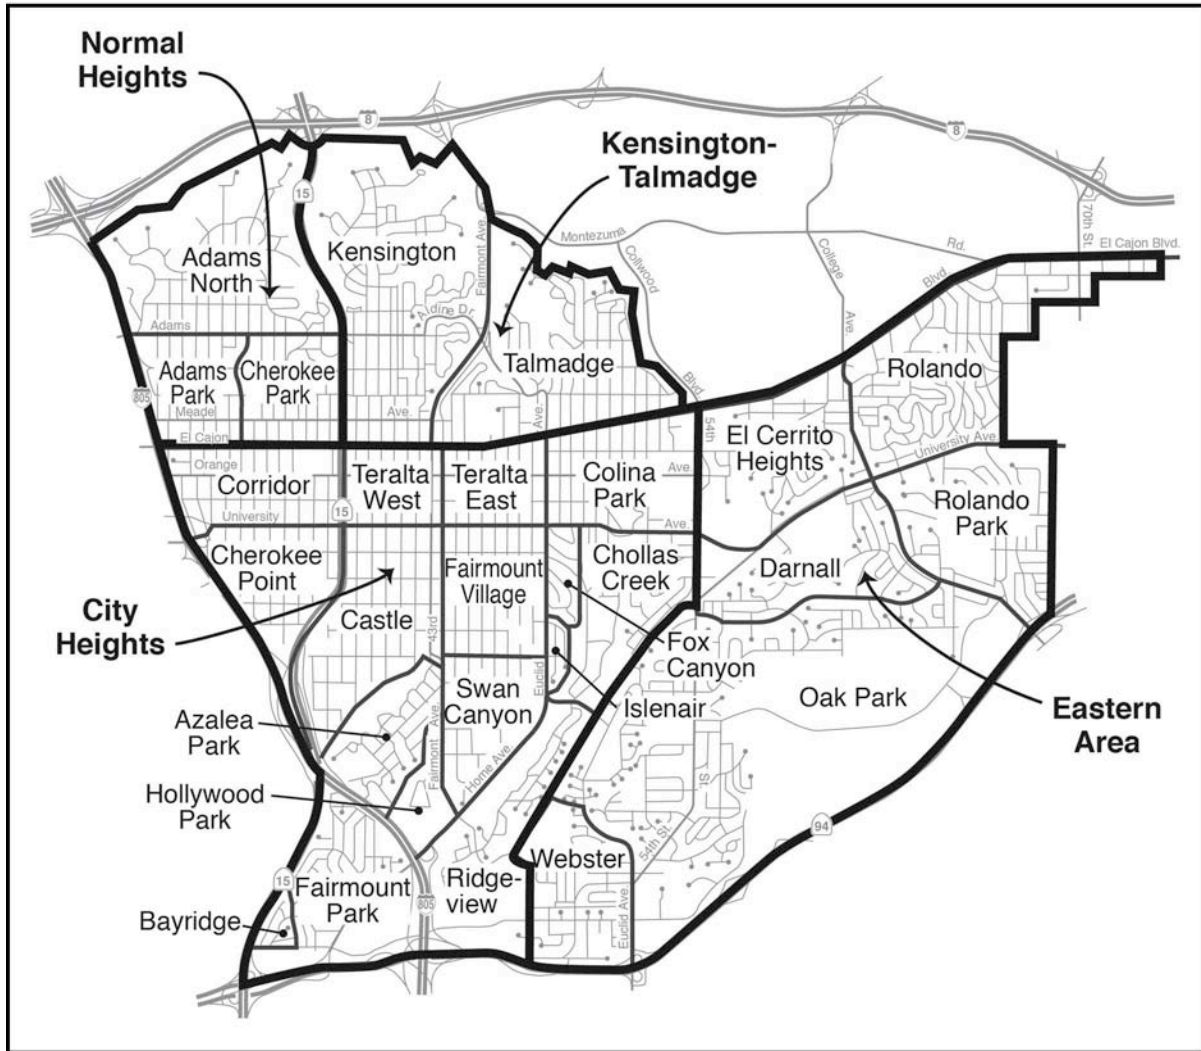 Normal
Heights
8
8
Kensington-
Talmadge
15
Kensington
Adams
North
Fairmont Ave.
Montezuma
Rd.
Collwood
Blvd
College
Ave.
Blvd
70th St.
El Cajon Blvd.
Aldine Dr.
Adams
Adams
Park
Cherokee
Park
Talmadge
Rolando
805
Meade
Ave.
Ave.
El Cajon
54th
El Cerrito
Heights
University Ave.
Orange
Ave.
Corridor
Teralta
West
Teralta
East
Colina
Park
Rolando
Park
15
University
Ave.
Cherokee
Point
Fairmount
Village
Chollas
Creek
Darnall
City
Heights
Castle
43rd
Euclid
Fox
Canyon
Swan
Canyon
Islenair
Oak Park
Eastern
Area
Azalea
Park
Fairmont
Ave.
Home Ave.
Hollywood
Park
St.
54th St.
94
Webster
15
Fairmount
Park
Ridge-
view
805
Euclid Ave.
Bayridge